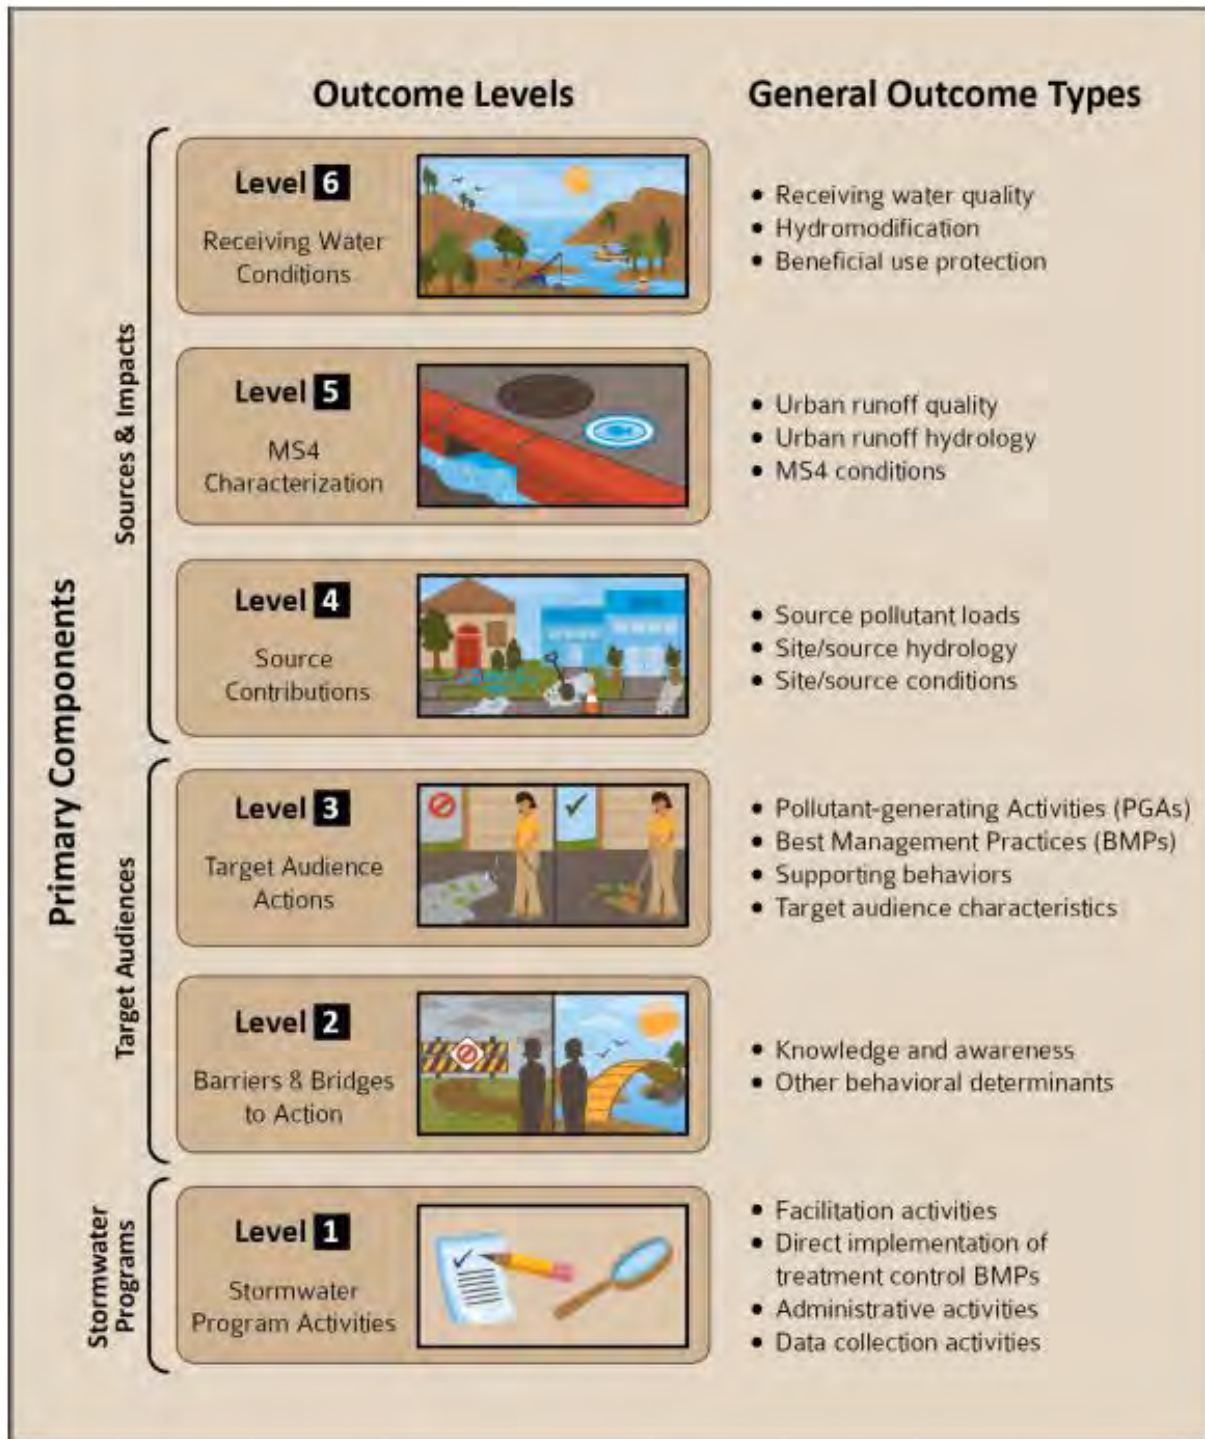 Outcome Levels
General Outcome Types
Primary Components
Sources & Impacts
Level 6
Receiving Water
Conditions
• Receiving water quality
• Hydromodification
• Beneficial use protection
Level 5
MS4
Characterization
• Urban runoff quality
• Urban runoff hydrology
• MS4 conditions
Level 4
Source
Contributions
• Source pollutant loads
• Site/source hydrology
• Site/source conditions
Target Audiences
Level 3
Target Audience
Actions
• Pollutant-generating Activities (PGAs)
• Best Management Practices (BMPs)
• Supporting behaviors
• Target audience characteristics
Level 2
Barriers & Bridges
to Action
• Knowledge and awareness
• Other behavioral determinants
Stormwater
Programs
Level 1
Stormwater
Program Activities
• Facilitation activities
• Direct implementation of
treatment control BMPs
• Administrative activities
• Data collection activities